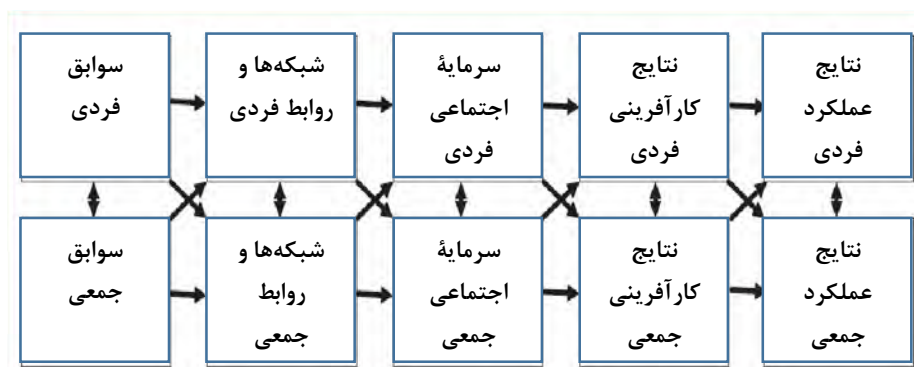 سوابق
فردی
شبکه‌ها و
روابط فردی
سرمایهٔ
اجتماعی
فردی
نتایج
کارآفرینی
فردی
نتایج
عملکرد
فردی
سوابق
جمعی
شبکه‌ها و
روابط
جمعی
سرمایهٔ
اجتماعی
جمعی
نتایج
کارآفرینی
جمعی
نتایج
عملکرد
جمعی